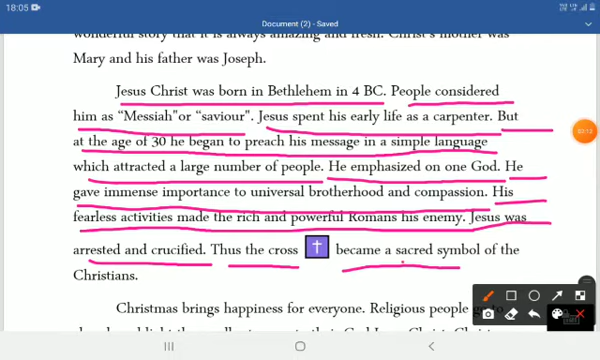 18:05
Document (2) - Saved
wonderful story that it is always amazing and fresh. Christ's mother was
Mary and his father was Joseph.
Jesus Christ was born in Bethlehem in 4 BC. People considered
him as “Messiah”or “saviour”. Jesus spent his early life as a carpenter. But
at the age of 30 he began to preach his message in a simple language
which attracted a large number of people. He emphasized on one God. He
gave immense importance to universal brotherhood and compassion. His
fearless activities made the rich and powerful Romans his enemy. Jesus was
arrested and crucified. Thus the cross ✝ became a sacred symbol of the
Christians.
Christmas brings happiness for everyone. Religious people go to